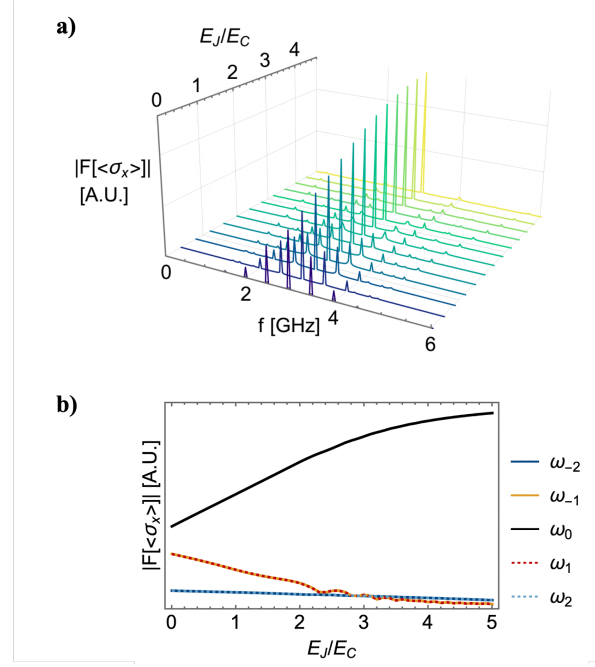 a)
E_J/E_C
0 1 2 3 4
|F[<σ_x>]|
[A.U.]
0 2 4 6
f [GHz]
b)
|F[<σ_x>]| [A.U.]
ω_−2
ω_−1
ω_0
ω_1
ω_2
0 1 2 3 4 5
E_J/E_C